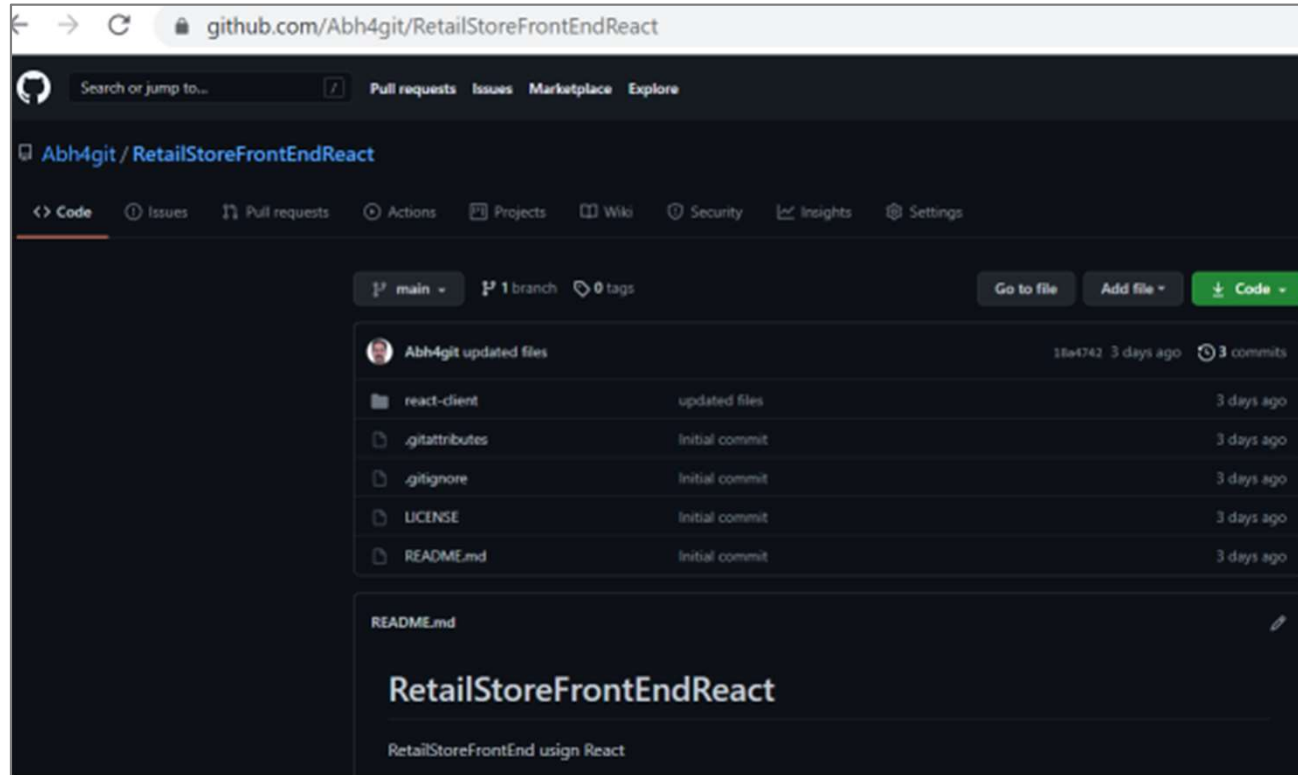 github.com/Abh4git/RetailStoreFrontEndReact
Search or jump to... /
Pull requests Issues Marketplace Explore
Abh4git / RetailStoreFrontEndReact
<> Code Issues Pull requests Actions Projects Wiki Security Insights Settings
main 1 branch 0 tags Go to file Add file Code
Abh4git updated files 18a4742 3 days ago 3 commits
react-client updated files 3 days ago
.gitattributes Initial commit 3 days ago
.gitignore Initial commit 3 days ago
LICENSE Initial commit 3 days ago
README.md Initial commit 3 days ago
README.md
RetailStoreFrontEndReact
RetailStoreFrontEnd usign React